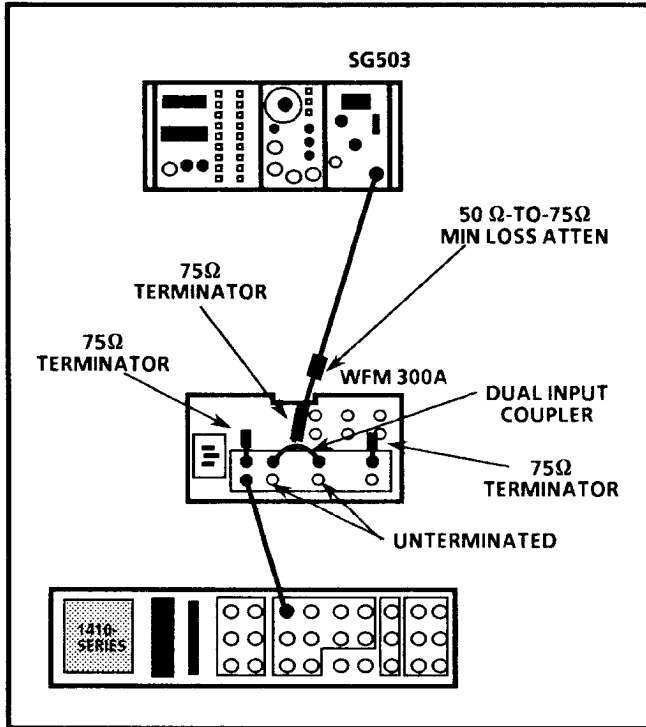 SG503
50 Ω-TO-75Ω
MIN LOSS ATTEN
75Ω
TERMINATOR
75Ω
TERMINATOR
WFM 300A
DUAL INPUT
COUPLER
75Ω
TERMINATOR
UNTERMINATED
1410-
SERIES